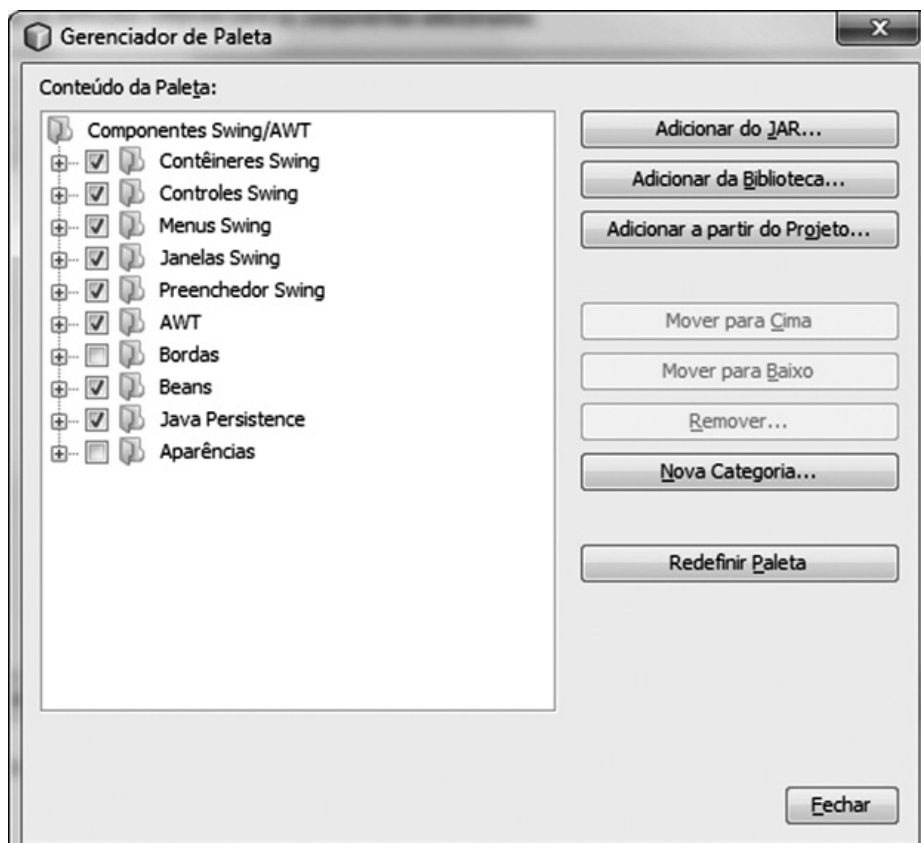 componentes adicionados.
Gerenciador de Paleta
Conteúdo da Paleta:
Componentes Swing/AWT
Contêineres Swing
Controles Swing
Menus Swing
Janelas Swing
Preenchedor Swing
AWT
Bordas
Beans
Java Persistence
Aparências
Adicionar do JAR...
Adicionar da Biblioteca...
Adicionar a partir do Projeto...
Mover para Cima
Mover para Baixo
Remover...
Nova Categoria...
Redefinir Paleta
Fechar